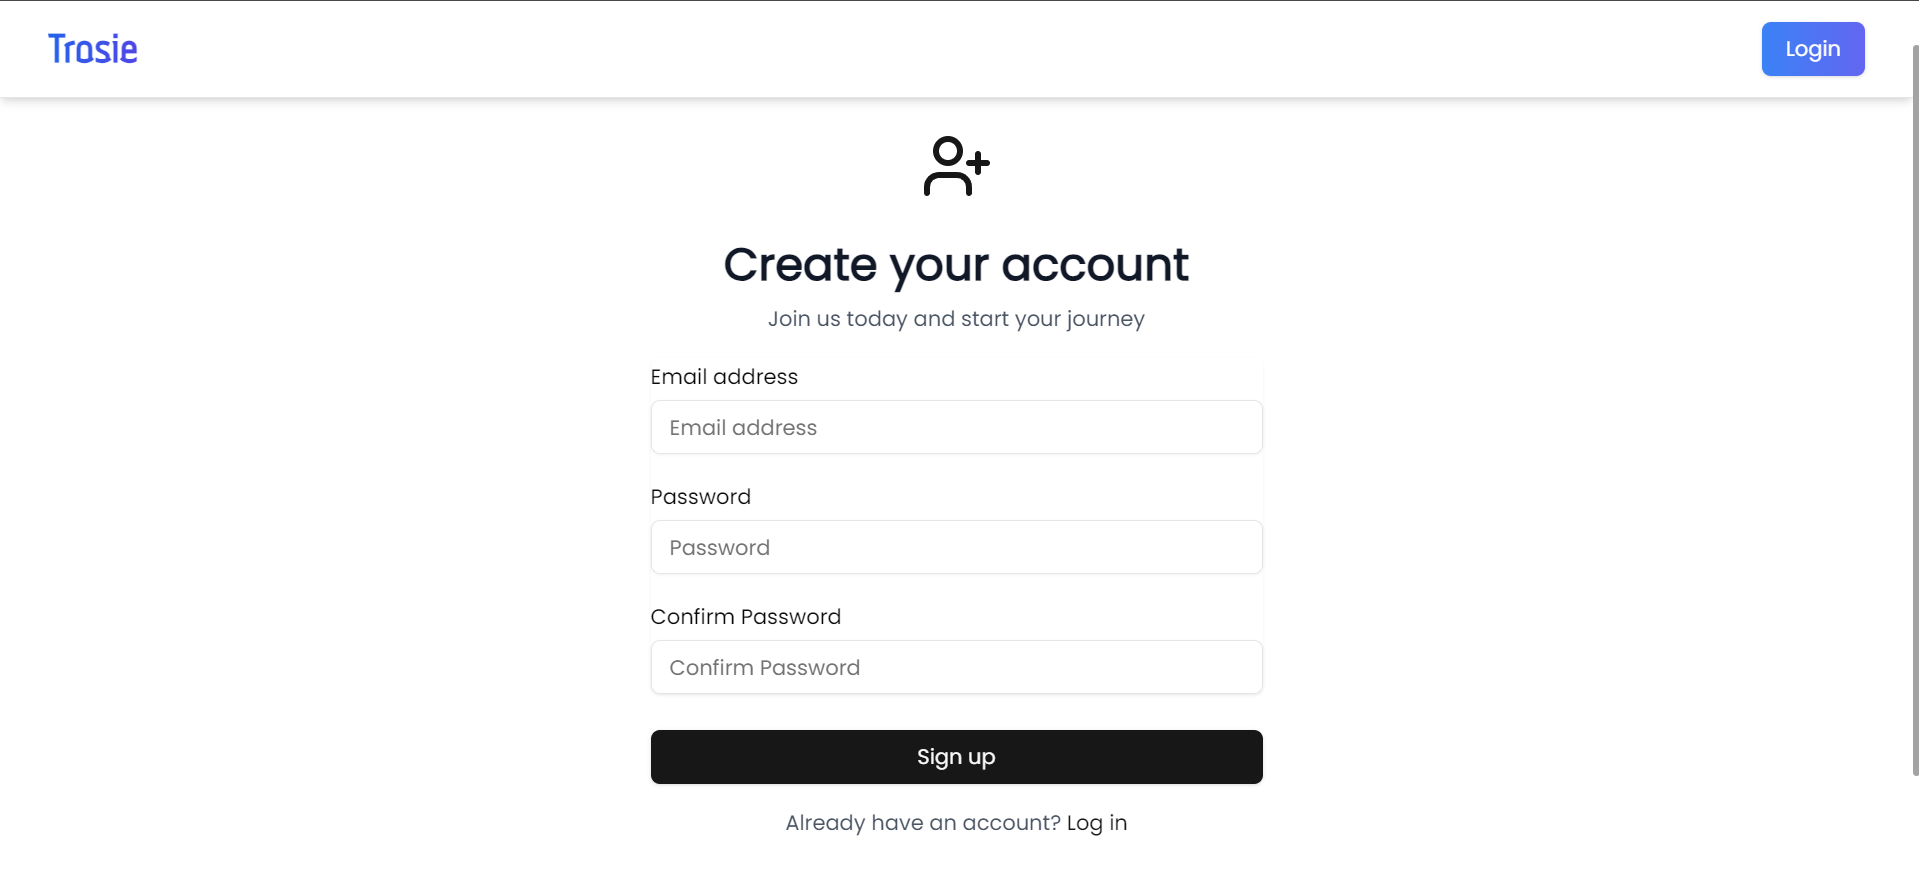 Trosie
Login
Create your account
Join us today and start your journey
Email address
Email address
Password
Password
Confirm Password
Confirm Password
Sign up
Already have an account? Log in